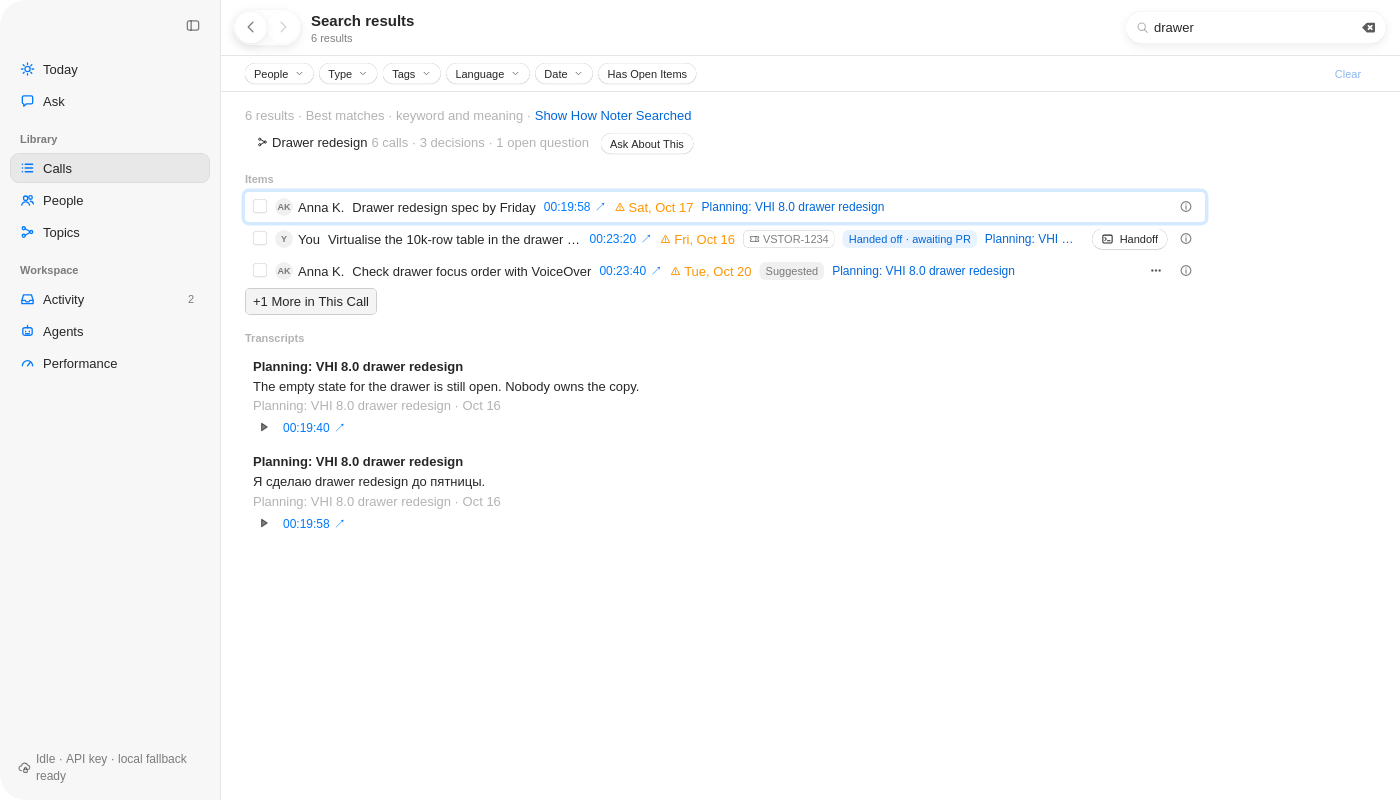 Search results
6 results
drawer
Today
Ask
Library
Calls
People
Topics
Workspace
Activity 2
Agents
Performance
Idle · API key · local fallback
ready
People Type Tags Language Date Has Open Items Clear
6 results · Best matches · keyword and meaning · Show How Noter Searched
Drawer redesign 6 calls · 3 decisions · 1 open question Ask About This
Items
AK Anna K. Drawer redesign spec by Friday 00:19:58 Sat, Oct 17 Planning: VHI 8.0 drawer redesign
Y You Virtualise the 10k-row table in the drawer … 00:23:20 Fri, Oct 16 VSTOR-1234 Handed off · awaiting PR Planning: VHI … Handoff
AK Anna K. Check drawer focus order with VoiceOver 00:23:40 Tue, Oct 20 Suggested Planning: VHI 8.0 drawer redesign
+1 More in This Call
Transcripts
Planning: VHI 8.0 drawer redesign
The empty state for the drawer is still open. Nobody owns the copy.
Planning: VHI 8.0 drawer redesign · Oct 16
00:19:40
Planning: VHI 8.0 drawer redesign
Я сделаю drawer redesign до пятницы.
Planning: VHI 8.0 drawer redesign · Oct 16
00:19:58